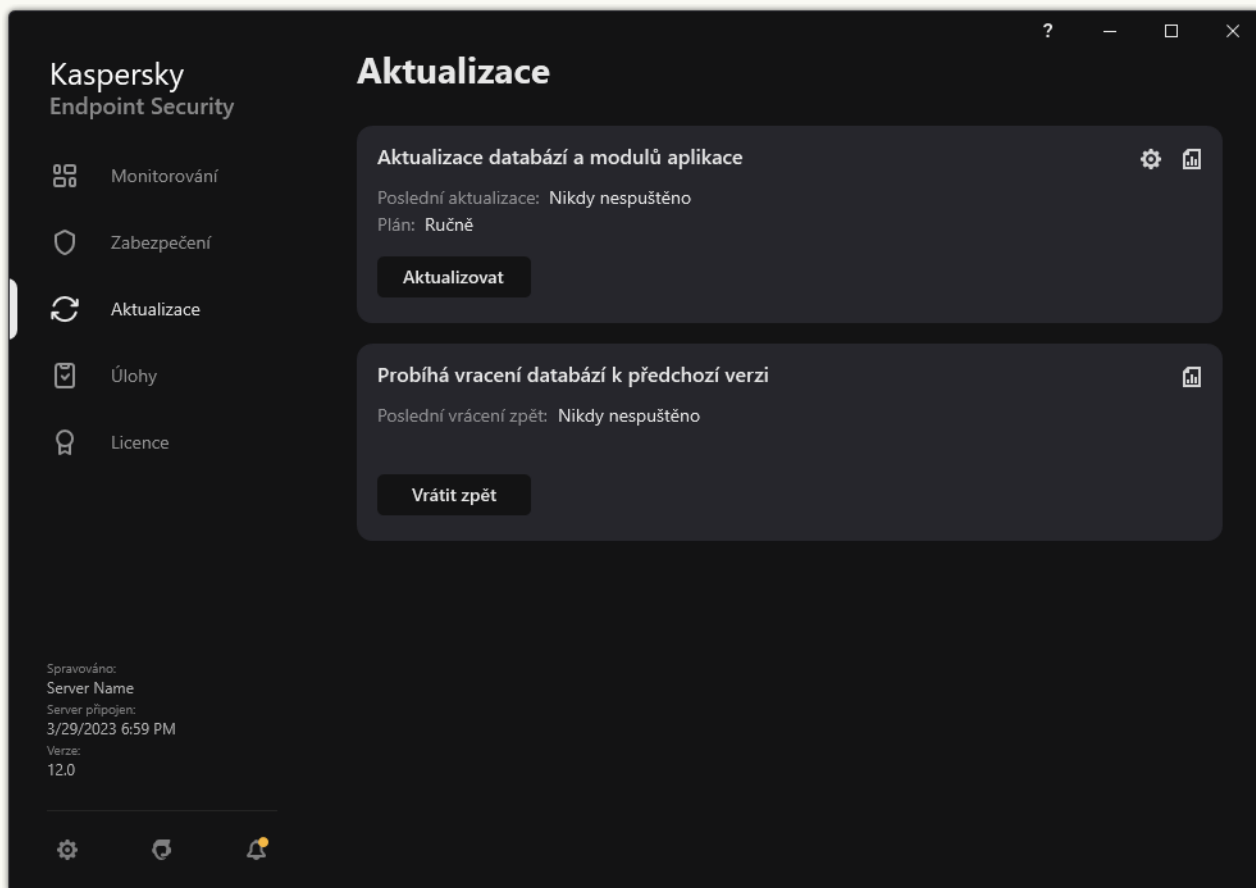 ?
Kaspersky
Endpoint Security
Monitorování
Zabezpečení
Aktualizace
Úlohy
Licence
Spravováno:
Server Name
Server připojen:
3/29/2023 6:59 PM
Verze:
12.0
Aktualizace
Aktualizace databází a modulů aplikace
Poslední aktualizace: Nikdy nespuštěno
Plán: Ručně
Aktualizovat
Probíhá vracení databází k předchozí verzi
Poslední vrácení zpět: Nikdy nespuštěno
Vrátit zpět